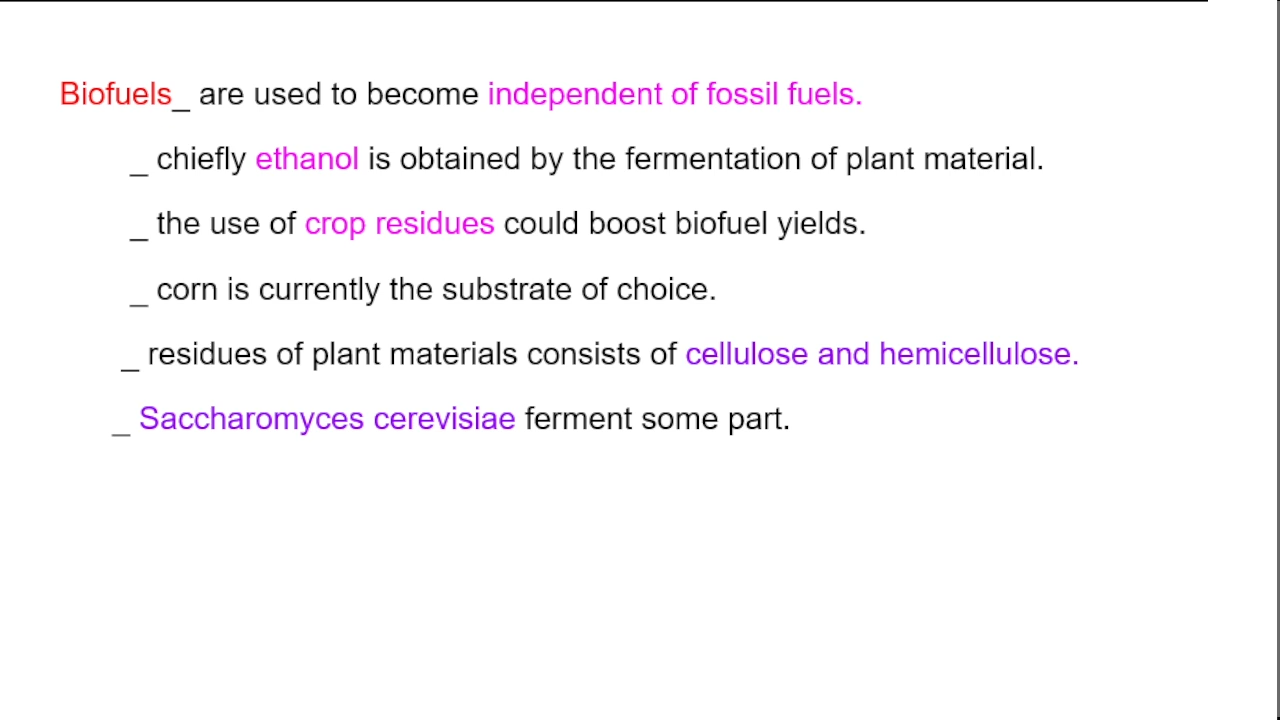 Biofuels_ are used to become independent of fossil fuels.
_ chiefly ethanol is obtained by the fermentation of plant material.
_ the use of crop residues could boost biofuel yields.
_ corn is currently the substrate of choice.
_ residues of plant materials consists of cellulose and hemicellulose.
_ Saccharomyces cerevisiae ferment some part.